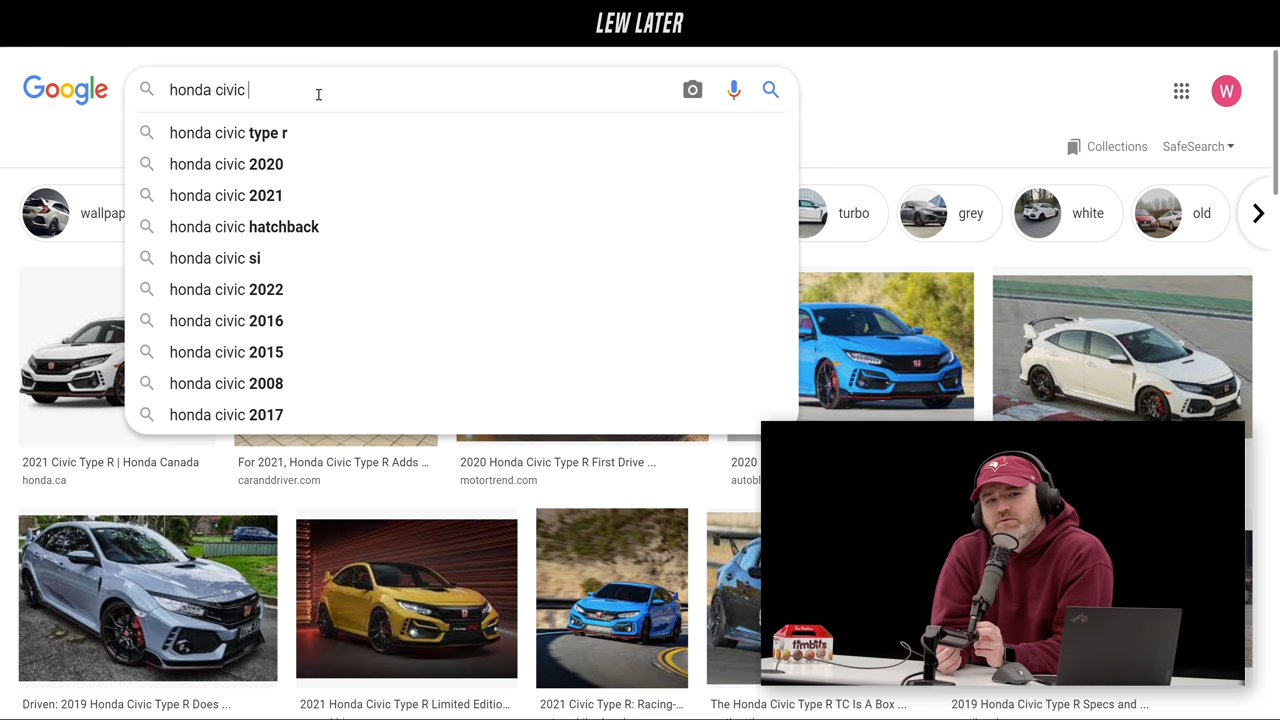 LEW LATER
Google
honda civic
W
honda civic type r
honda civic 2020
honda civic 2021
honda civic hatchback
honda civic si
honda civic 2022
honda civic 2016
honda civic 2015
honda civic 2008
honda civic 2017
Collections
SafeSearch
wallpap
turbo
grey
white
old
2021 Civic Type R | Honda Canada
honda.ca
For 2021, Honda Civic Type R Adds ...
caranddriver.com
2020 Honda Civic Type R First Drive ...
motortrend.com
2020
autobl
timbits
Driven: 2019 Honda Civic Type R Does ...
2021 Honda Civic Type R Limited Editio...
2021 Civic Type R: Racing-...
The Honda Civic Type R TC Is A Box ...
2019 Honda Civic Type R Specs and ...